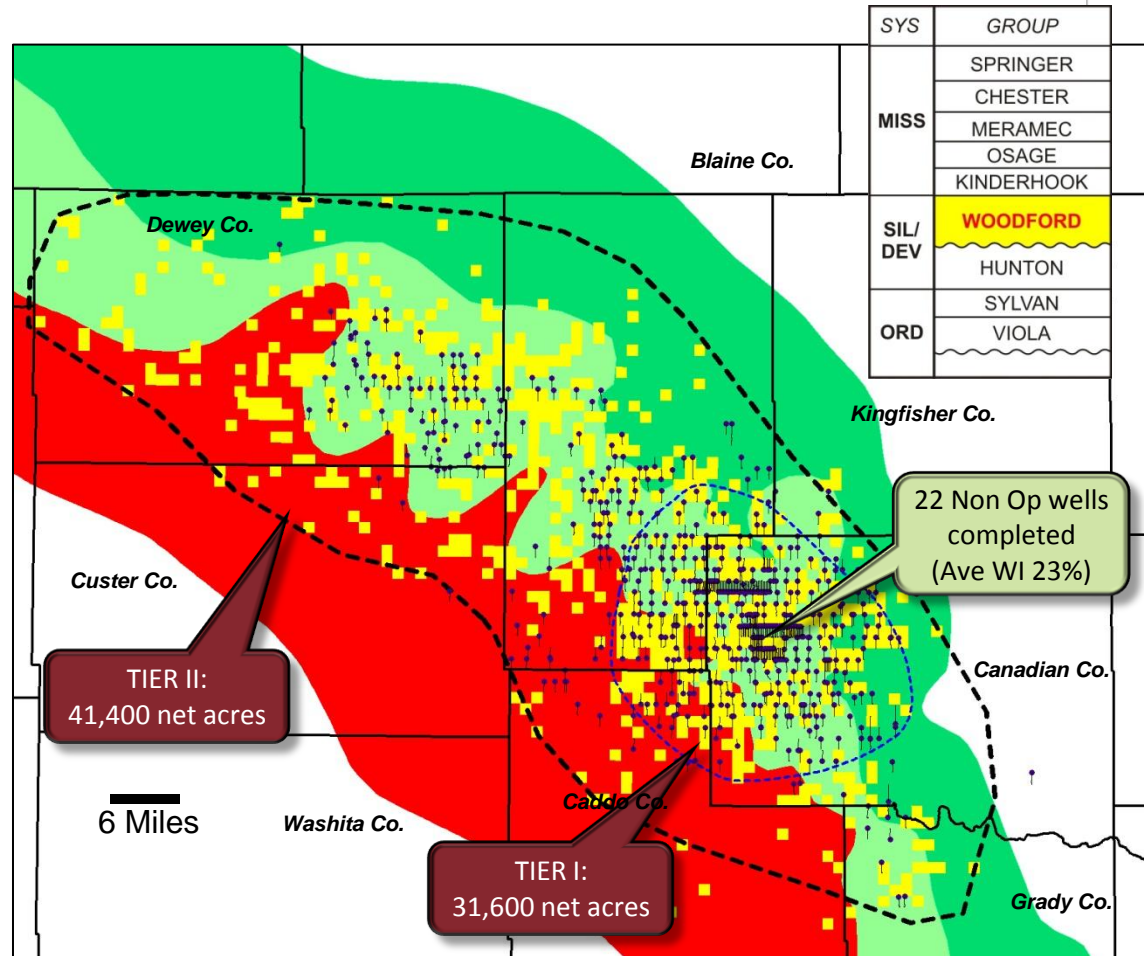 SYS GROUP
MISS
SPRINGER
CHESTER
MERAMEC
OSAGE
KINDERHOOK
SIL/
DEV
WOODFORD
HUNTON
ORD
SYLVAN
VIOLA
Blaine Co.
Dewey Co.
Kingfisher Co.
22 Non Op wells
completed
(Ave WI 23%)
Custer Co.
TIER II:
41,400 net acres
Canadian Co.
6 Miles
Washita Co.
Caddo Co.
TIER I:
31,600 net acres
Grady Co.